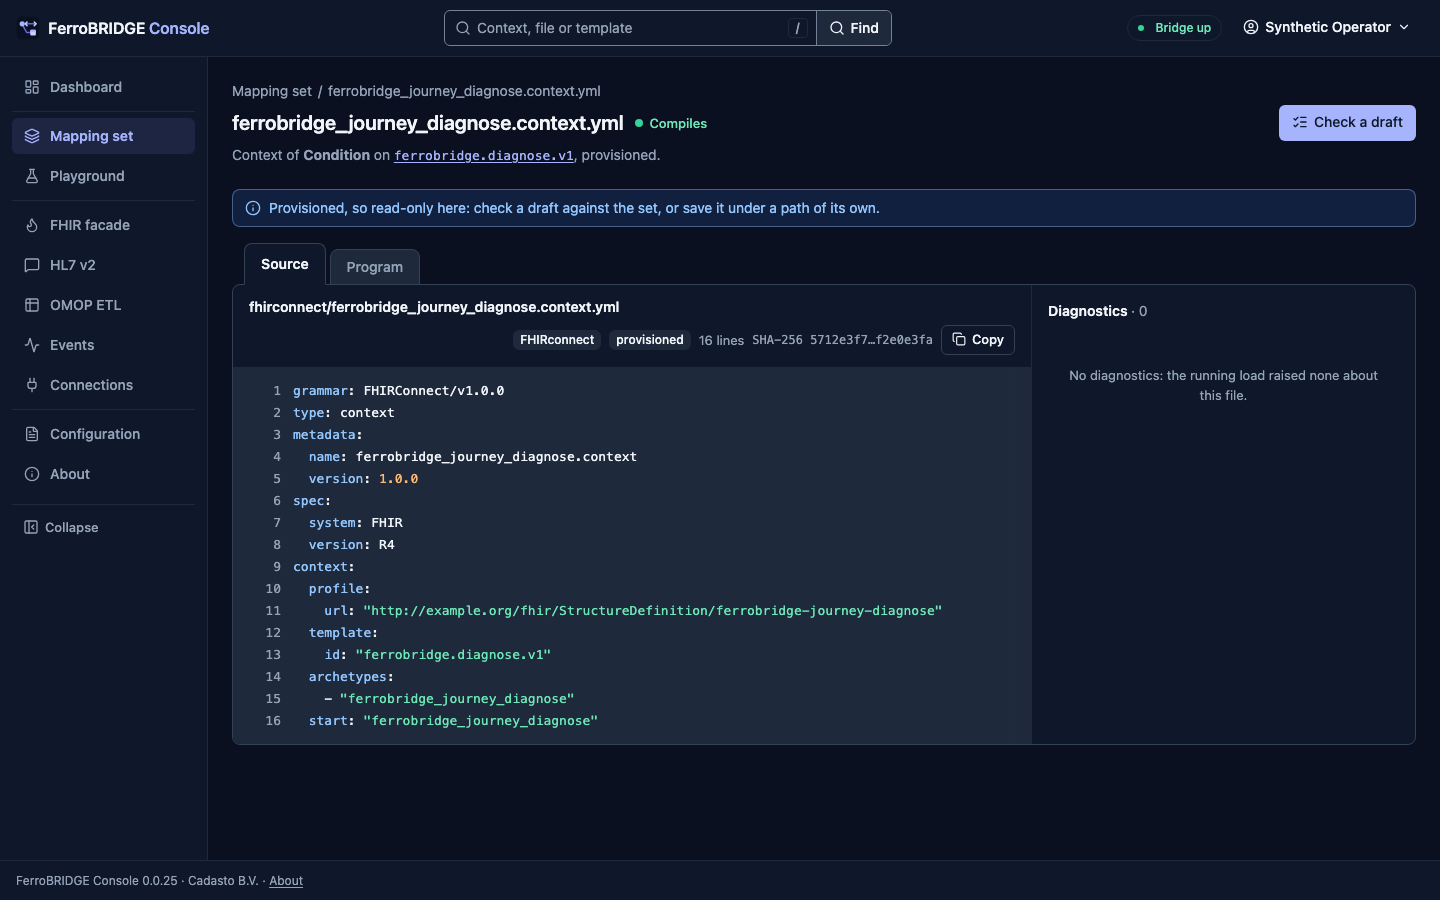 FerroBRIDGE Console
Context, file or template
/
Find
Bridge up
Synthetic Operator
Dashboard
Mapping set
Playground
FHIR facade
HL7 v2
OMOP ETL
Events
Connections
Configuration
About
Collapse
Mapping set / ferrobridge_journey_diagnose.context.yml
ferrobridge_journey_diagnose.context.yml
Compiles
Check a draft
Context of Condition on ferrobridge.diagnose.v1, provisioned.
Provisioned, so read-only here: check a draft against the set, or save it under a path of its own.
Source
Program
fhirconnect/ferrobridge_journey_diagnose.context.yml
FHIRconnect provisioned 16 lines SHA-256 5712e3f7…f2e0e3fa Copy
1 grammar: FHIRConnect/v1.0.0
2 type: context
3 metadata:
4 name: ferrobridge_journey_diagnose.context
5 version: 1.0.0
6 spec:
7 system: FHIR
8 version: R4
9 context:
10 profile:
11 url: "http://example.org/fhir/StructureDefinition/ferrobridge-journey-diagnose"
12 template:
13 id: "ferrobridge.diagnose.v1"
14 archetypes:
15 - "ferrobridge_journey_diagnose"
16 start: "ferrobridge_journey_diagnose"
Diagnostics · 0
No diagnostics: the running load raised none about
this file.
FerroBRIDGE Console 0.0.25 · Cadasto B.V. · About